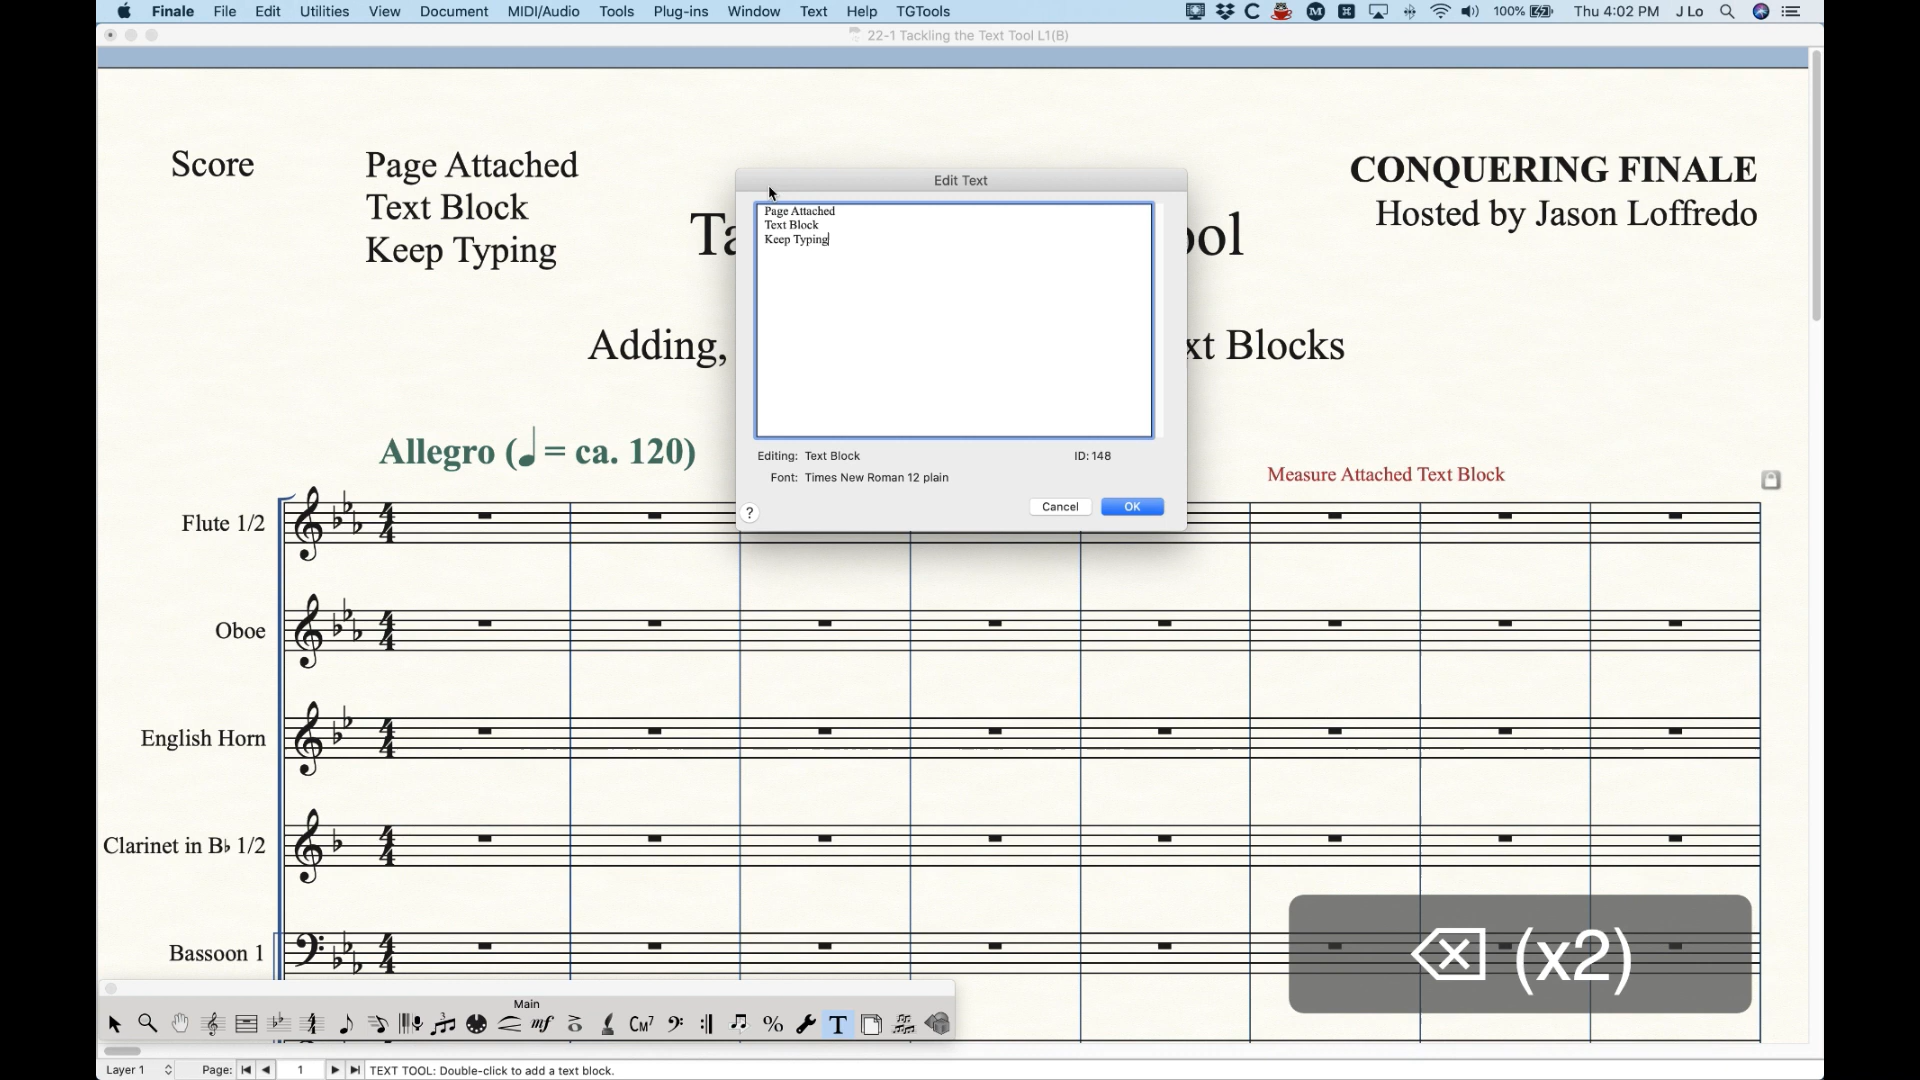 Finale File Edit Utilities View Document MIDI/Audio Tools Plug-ins Window Text Help TGTools
100% Thu 4:02 PM J Lo
22-1 Tackling the Text Tool L1(B)
Score
Page Attached
Text Block
Keep Typing
CONQUERING FINALE
Hosted by Jason Loffredo
Ta
ool
Adding,
xt Blocks
Edit Text
Page Attached
Text Block
Keep Typing
Editing: Text Block
ID: 148
Font: Times New Roman 12 plain
?
Cancel
OK
Allegro (♩ = ca. 120)
Measure Attached Text Block
Flute 1/2
Oboe
English Horn
Clarinet in B♭ 1/2
Bassoon 1
(x2)
Main
mf CM7 % T
Layer 1
Page: 1
TEXT TOOL: Double-click to add a text block.